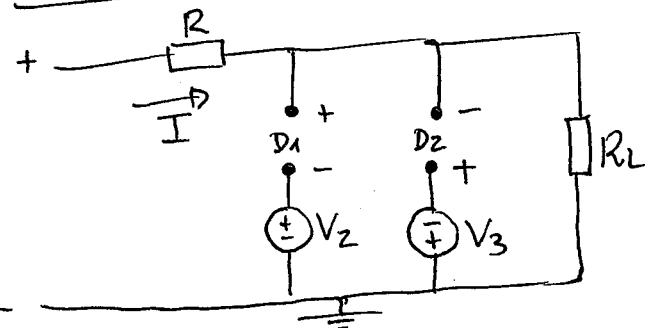 R
+
I
+ -
D1 D2
- +
+
-
V2
-
+
V3
RL
-